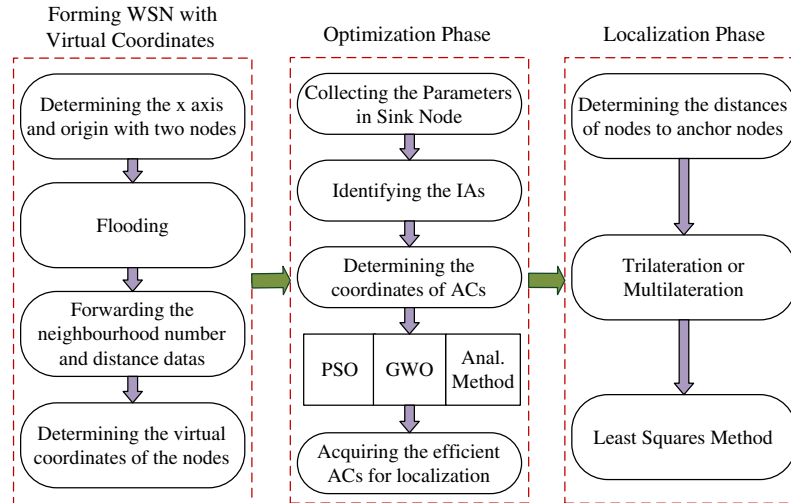 Forming WSN with
Virtual Coordinates
Determining the x axis
and origin with two nodes
Flooding
Forwarding the
neighbourhood number
and distance datas
Determining the virtual
coordinates of the nodes
Optimization Phase
Collecting the Parameters
in Sink Node
Identifying the IAs
Determining the
coordinates of ACs
PSO
GWO
Anal.
Method
Acquiring the efficient
ACs for localization
Localization Phase
Determining the distances
of nodes to anchor nodes
Trilateration or
Multilateration
Least Squares Method